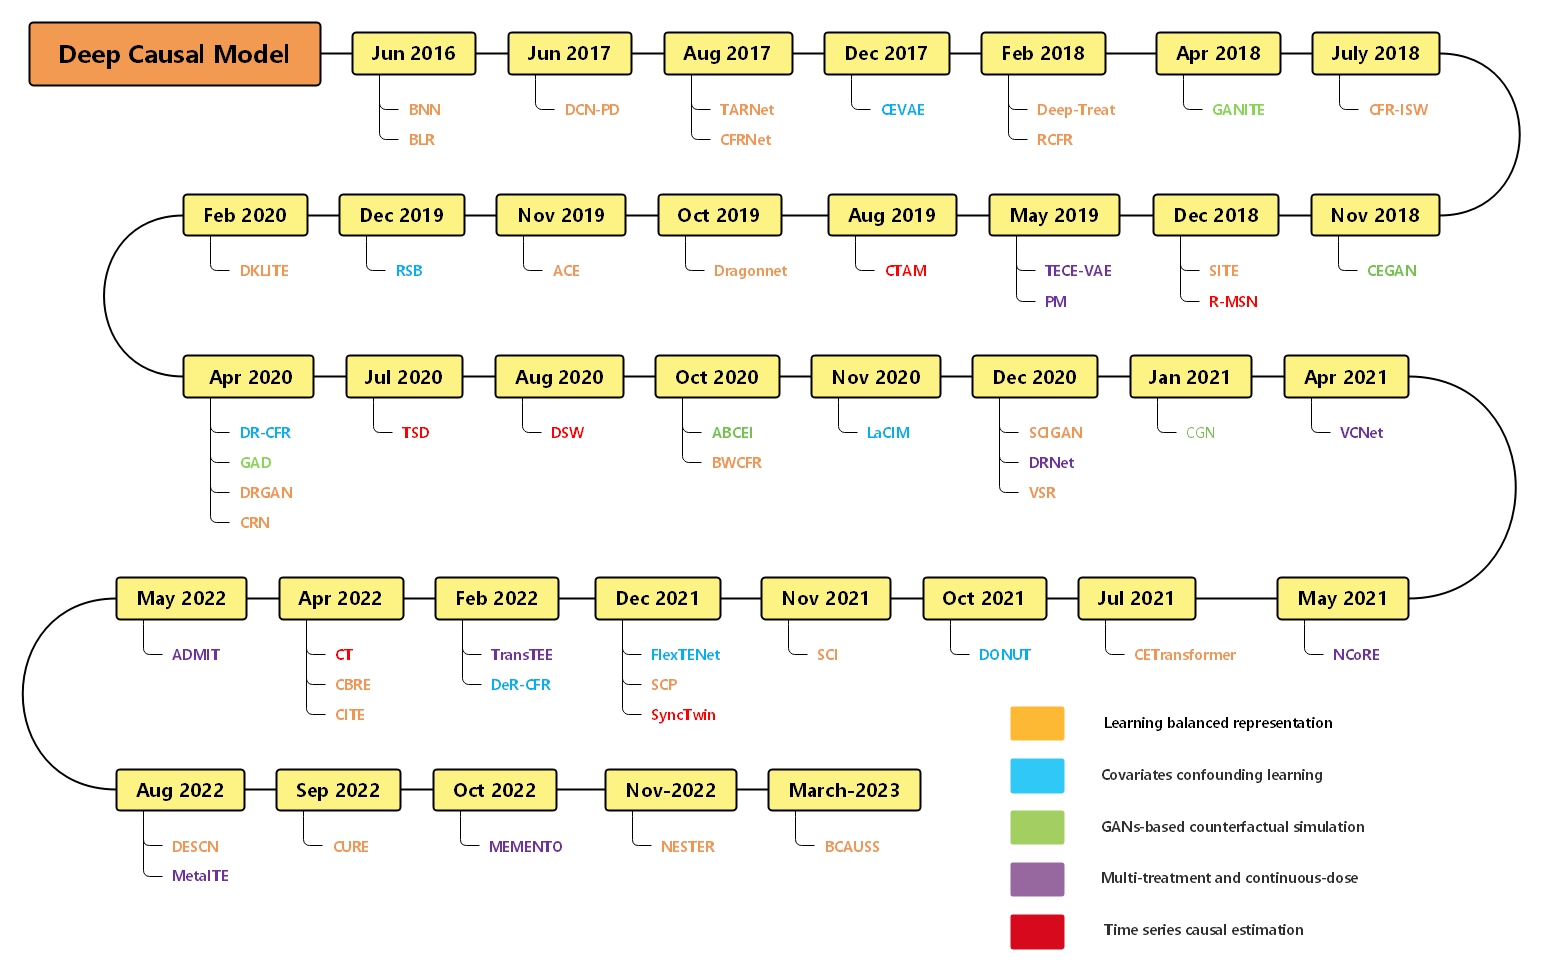 Deep Causal Model
Jun 2016
Jun 2017
Aug 2017
Dec 2017
Feb 2018
Apr 2018
July 2018
BNN
DCN-PD
TARNet
CEVAE
Deep-Treat
GANITE
CFR-ISW
BLR
CFRNet
RCFR
Feb 2020
Dec 2019
Nov 2019
Oct 2019
Aug 2019
May 2019
Dec 2018
Nov 2018
DKLITE
RSB
ACE
Dragonnet
CTAM
TECE-VAE
SITE
CEGAN
PM
R-MSN
Apr 2020
Jul 2020
Aug 2020
Oct 2020
Nov 2020
Dec 2020
Jan 2021
Apr 2021
DR-CFR
TSD
DSW
ABCEI
LaCIM
SCIGAN
CGN
VCNet
GAD
BWCFR
DRNet
DRGAN
VSR
CRN
May 2022
Apr 2022
Feb 2022
Dec 2021
Nov 2021
Oct 2021
Jul 2021
May 2021
ADMIT
CT
TransTEE
FlexTENet
SCI
DONUT
CETransformer
NCoRE
CBRE
DeR-CFR
SCP
CITE
SyncTwin
Aug 2022
Sep 2022
Oct 2022
Nov-2022
March-2023
DESCN
CURE
MEMENTO
NESTER
BCAUSS
MetaITE
Learning balanced representation
Covariates confounding learning
GANs-based counterfactual simulation
Multi-treatment and continuous-dose
Time series causal estimation